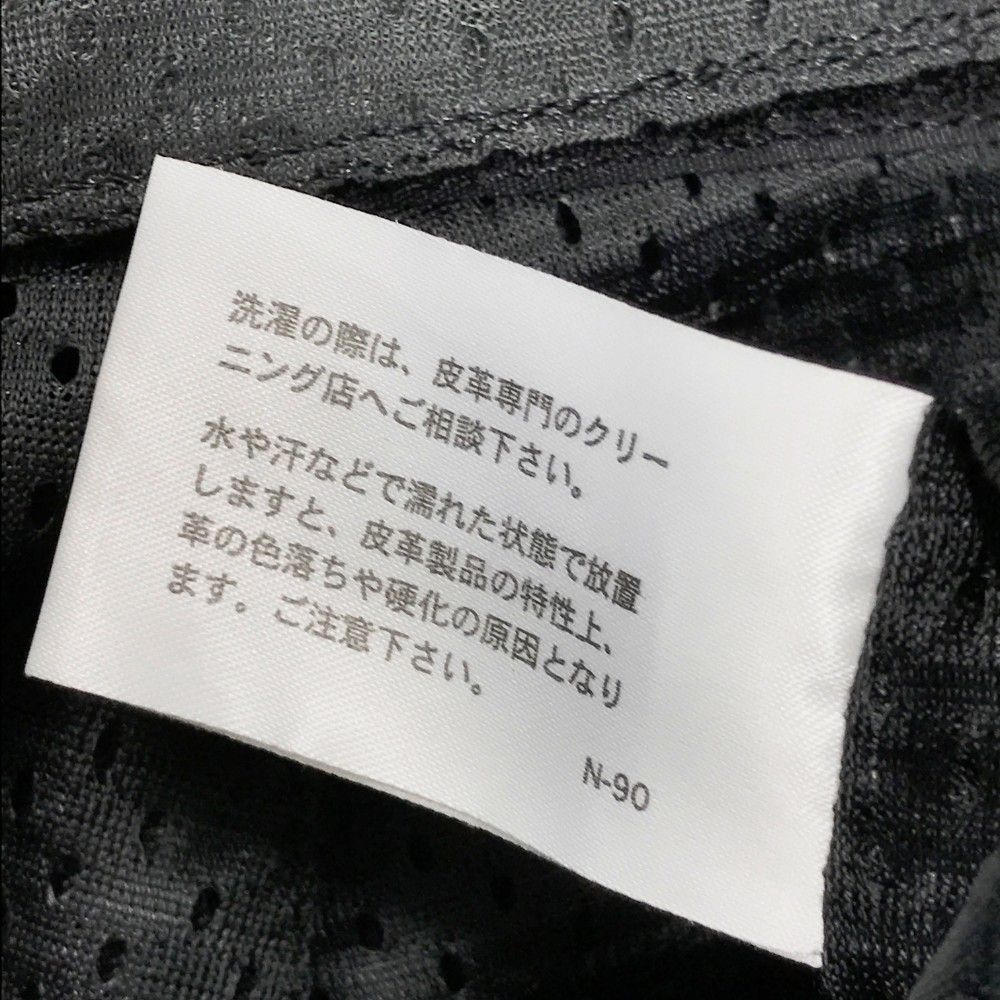 洗濯の際は、皮革専門のクリー
ニング店へご相談下さい。
水や汗などで濡れた状態で放置
しますと、皮革製品の特性上、
革の色落ちや硬化の原因となり
ます。ご注意下さい。
N-90